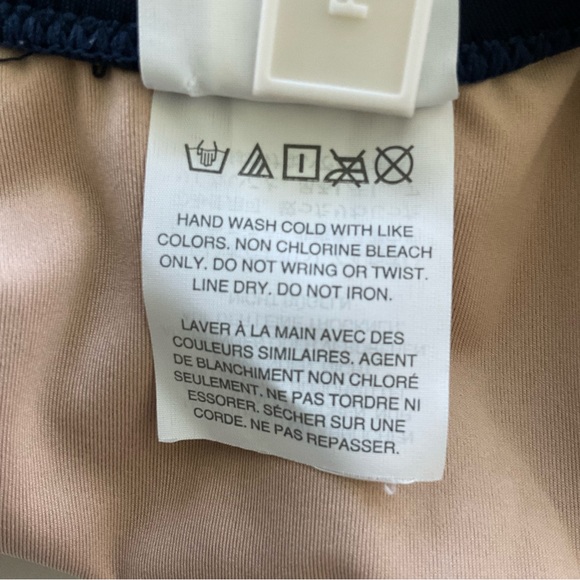 HAND WASH COLD WITH LIKE
COLORS. NON CHLORINE BLEACH
ONLY. DO NOT WRING OR TWIST.
LINE DRY. DO NOT IRON.
LAVER À LA MAIN AVEC DES
COULEURS SIMILAIRES. AGENT
DE BLANCHIMENT NON CHLORÉ
SEULEMENT. NE PAS TORDRE NI
ESSORER. SÉCHER SUR UNE
CORDE. NE PAS REPASSER.